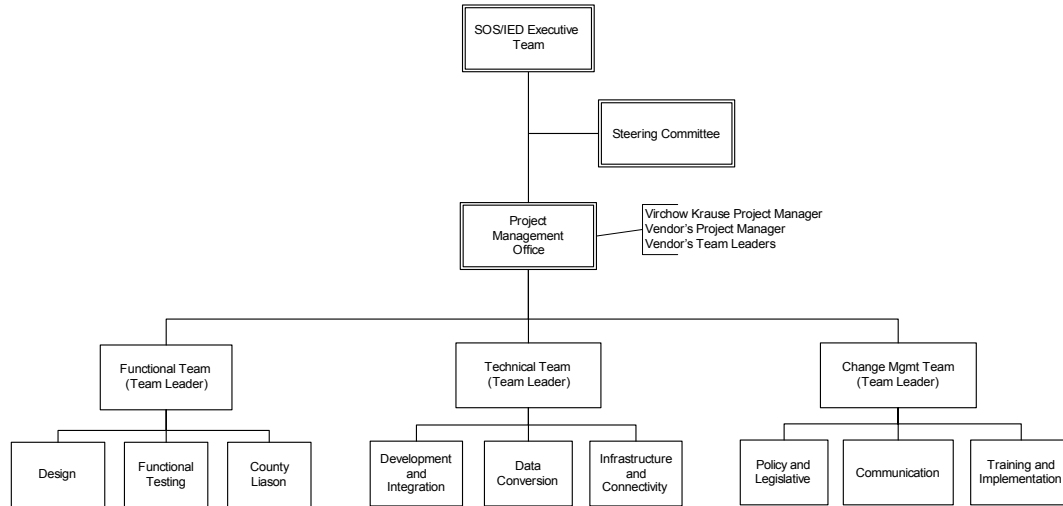 SOS/IED Executive
Team
Steering Committee
Project
Management
Office
Virchow Krause Project Manager
Vendor's Project Manager
Vendor's Team Leaders
Functional Team
(Team Leader)
Technical Team
(Team Leader)
Change Mgmt Team
(Team Leader)
Design
Functional
Testing
County
Liason
Development
and
Integration
Data
Conversion
Infrastructure
and
Connectivity
Policy and
Legislative
Communication
Training and
Implementation